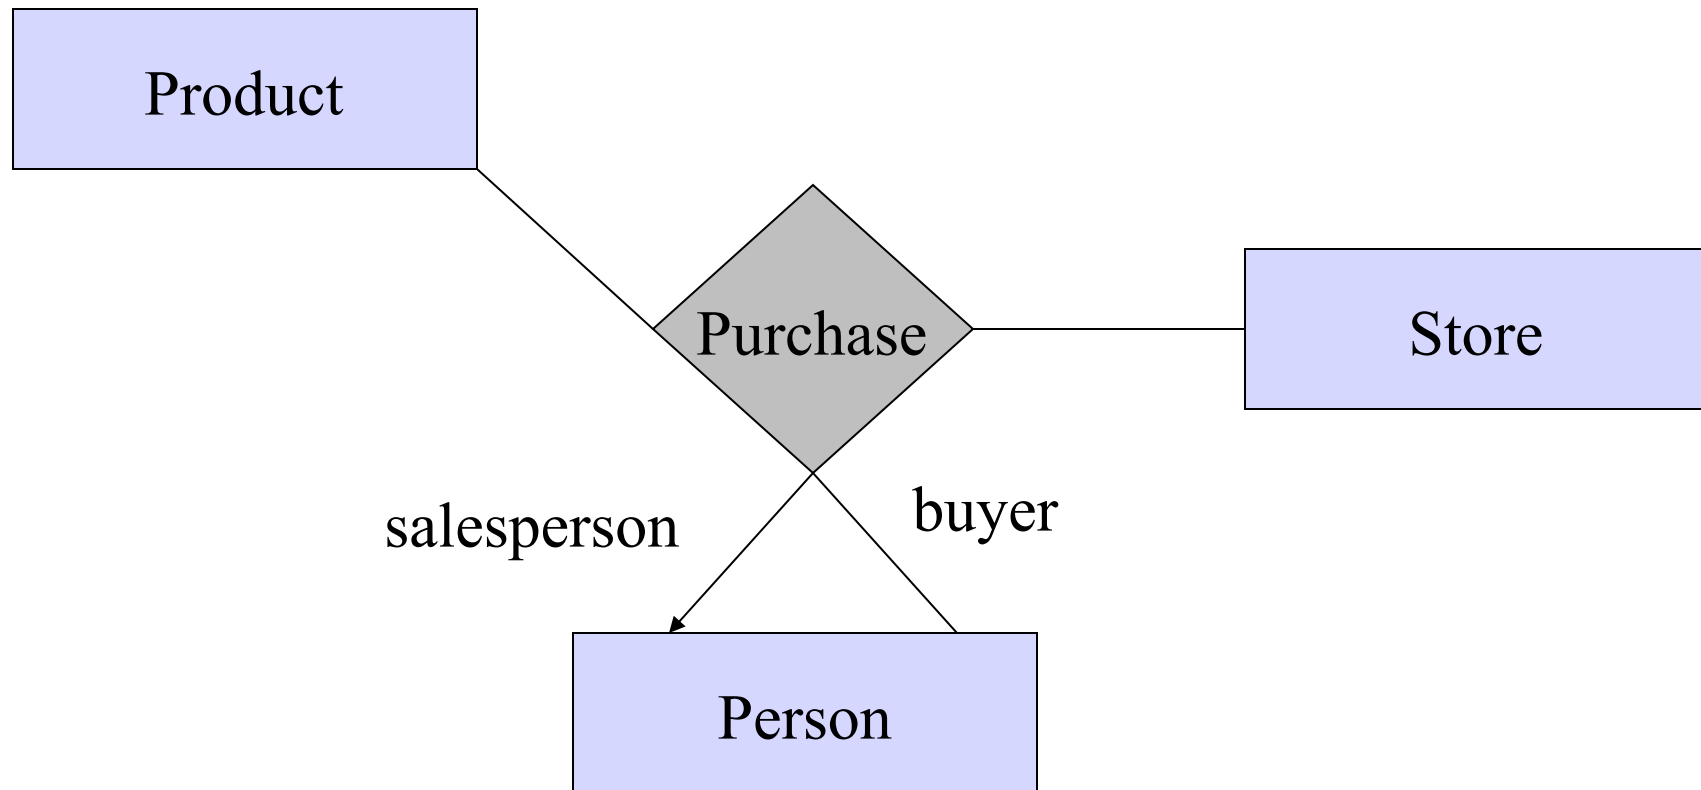 Product
Purchase
Store
salesperson
buyer
Person